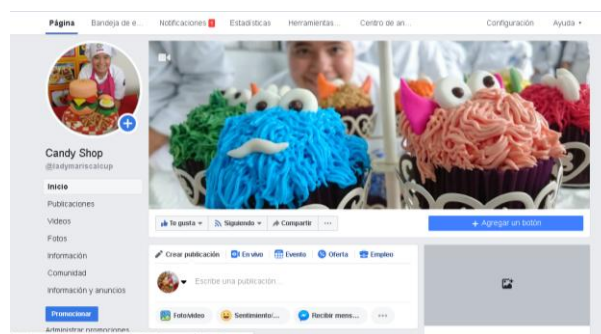 Página Bandeja de e... Notificaciones Estadísticas Herramientas... Centro de an... Configuración Ayuda
Candy Shop
@ladymariscalcup
Inicio
Publicaciones
Videos
Fotos
Información
Comunidad
Información y anuncios
Promocionar
Administrar promociones
Te gusta Siguiendo Compartir ...
+ Agregar un botón
Crear publicación En vivo Evento Oferta Empleo
Escribe una publicación...
Foto/video Sentimiento/... Recibir mens... ...